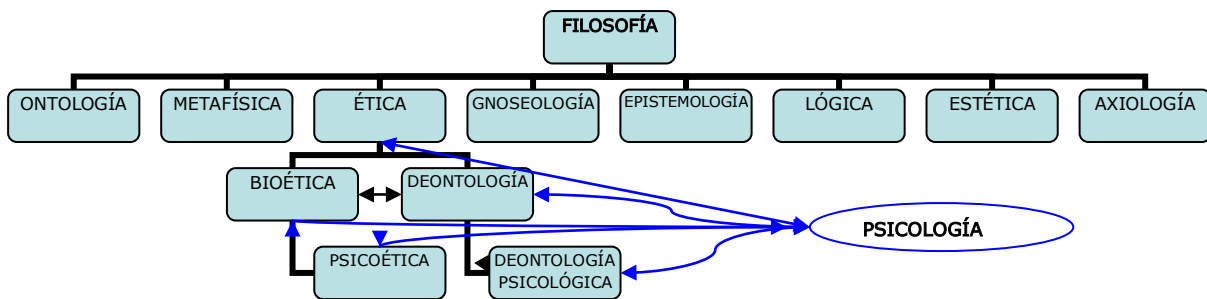 FILOSOFÍA
ONTOLOGÍA
METAFÍSICA
ÉTICA
GNOSEOLOGÍA
EPISTEMOLOGÍA
LÓGICA
ESTÉTICA
AXIOLOGÍA
BIOÉTICA
DEONTOLOGÍA
PSICOLOGÍA
PSICOÉTICA
DEONTOLOGÍA
PSICOLÓGICA